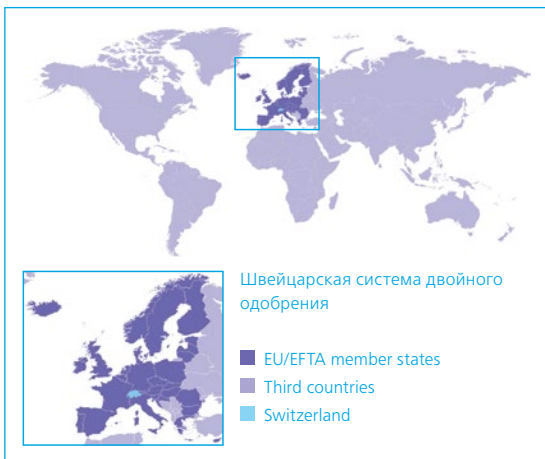 Швейцарская система двойного
одобрения
EU/EFTA member states
Third countries
Switzerland